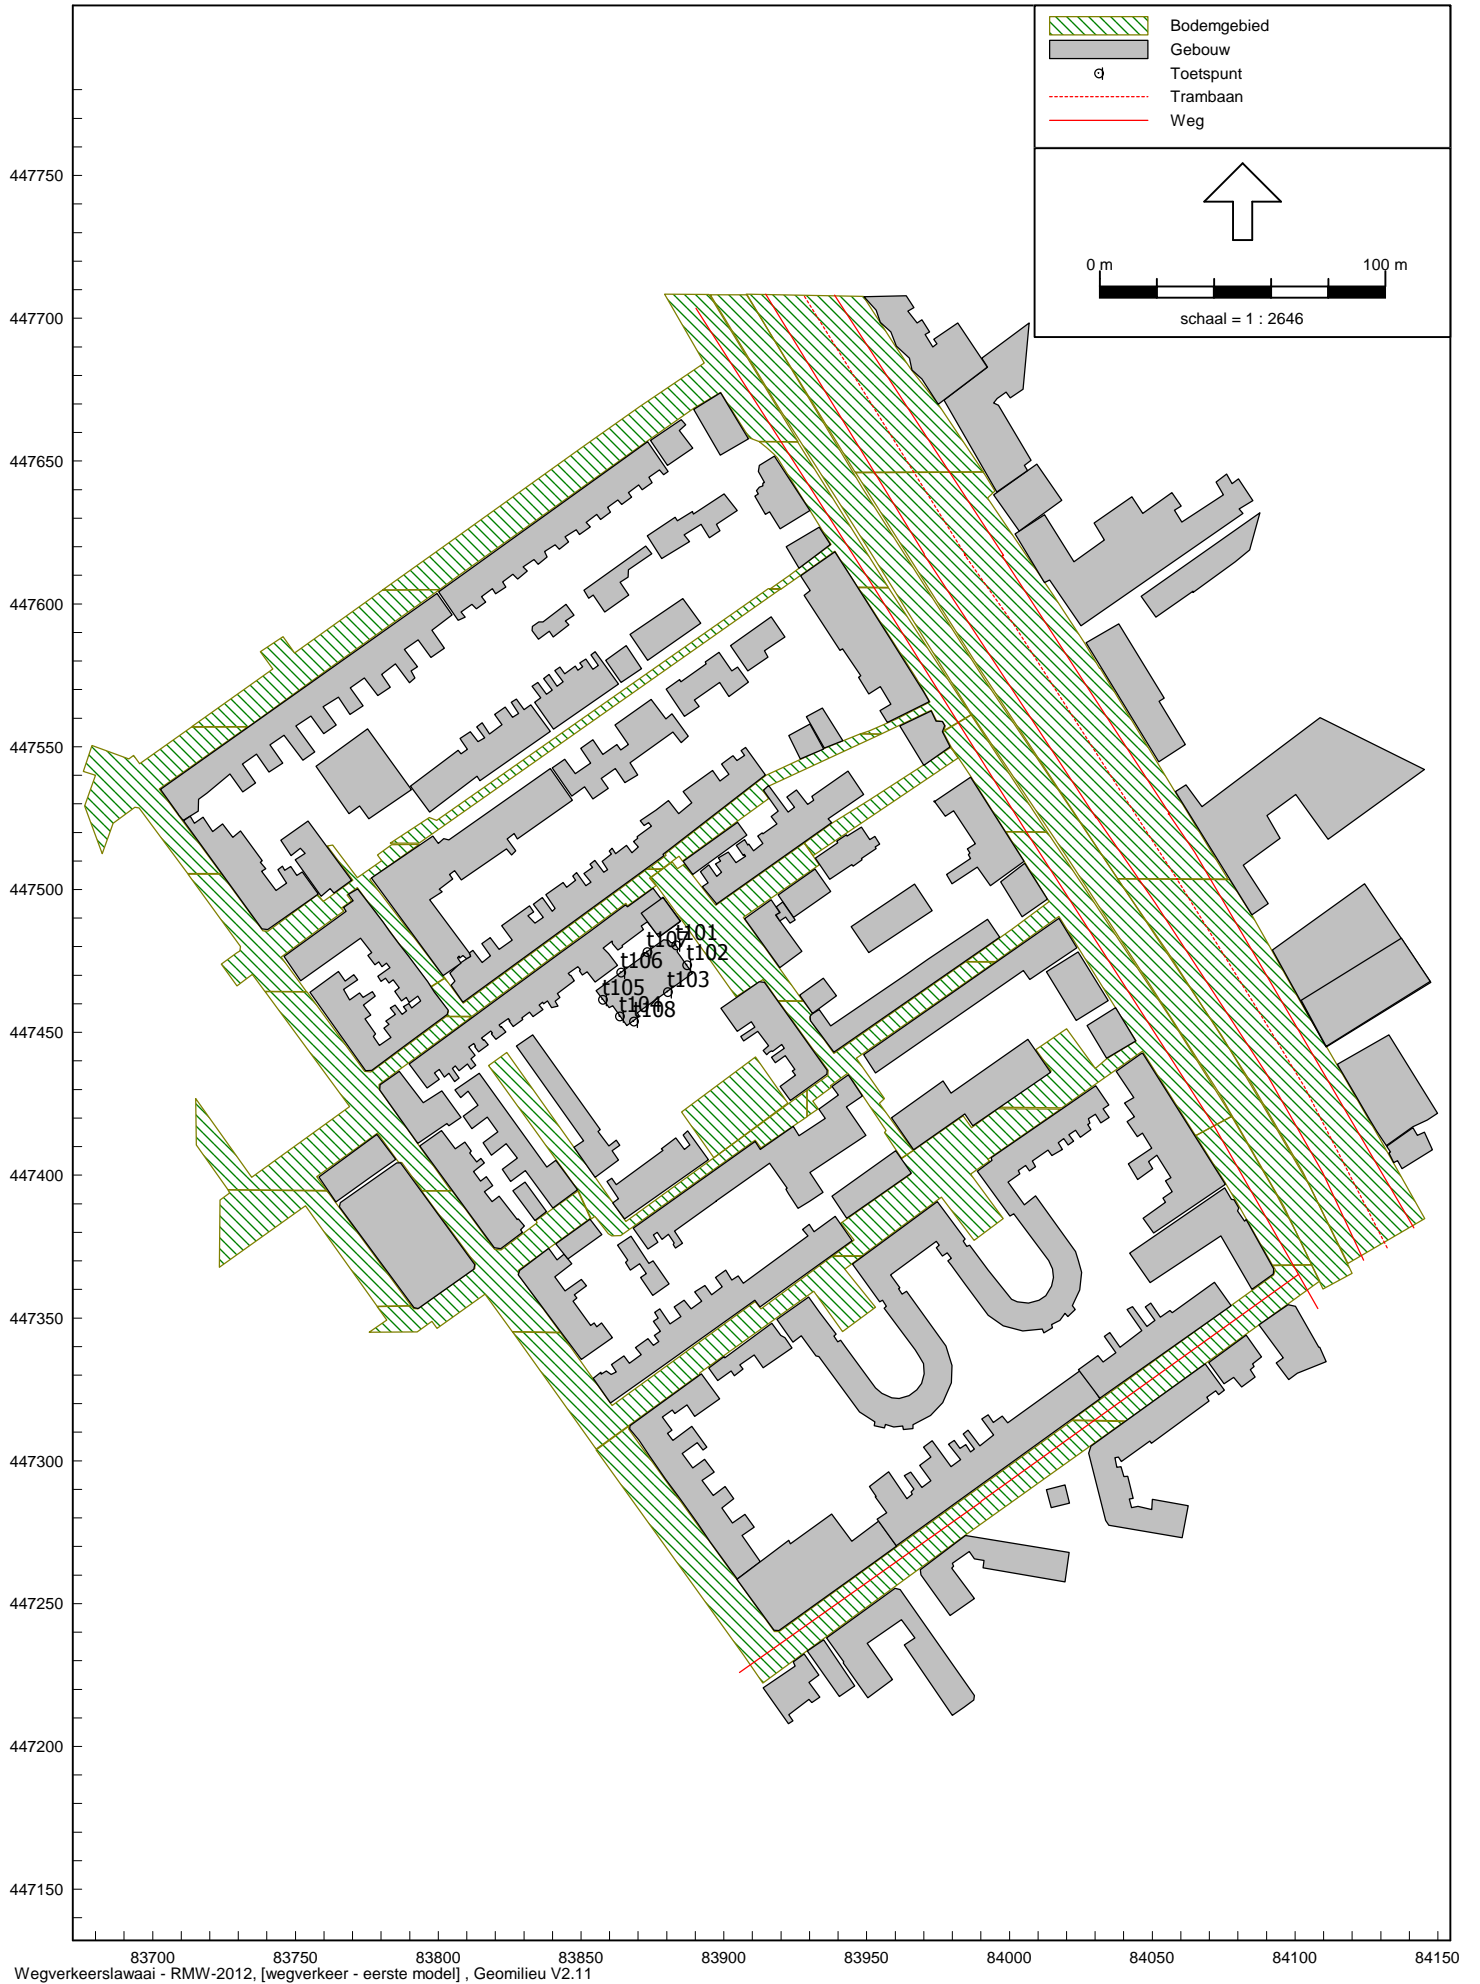 Bodemgebied
Gebouw
Toetspunt
Trambaan
Weg
0 m 100 m
schaal = 1 : 2646
447750
447700
447650
447600
447550
447500
447450
447400
447350
447300
447250
447200
447150
t101
t107
t102
t106
t103
t105
t104
t108
83700 83750 83800 83850 83900 83950 84000 84050 84100 84150
Wegverkeerslawaai - RMW-2012, [wegverkeer - eerste model] , Geomilieu V2.11